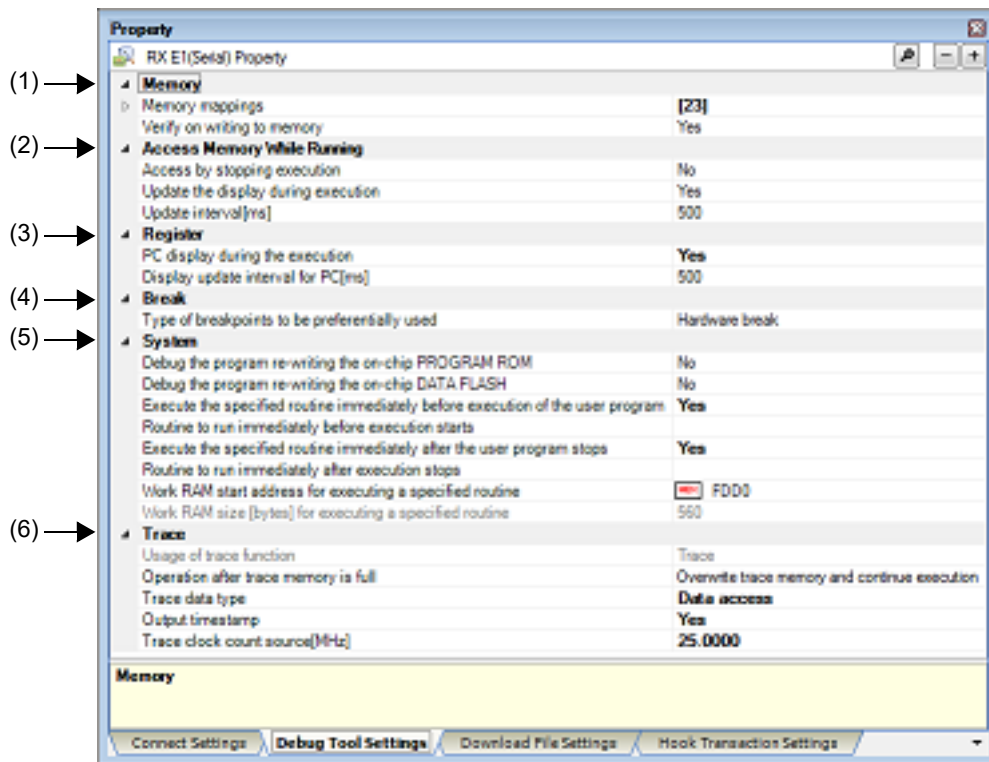 Property
RX E1(Serial) Property
(1) Memory
Memory mappings [23]
Verify on writing to memory Yes
(2) Access Memory While Running
Access by stopping execution No
Update the display during execution Yes
Update interval[ms] 500
(3) Register
PC display during the execution Yes
Display update interval for PC[ms] 500
(4) Break
Type of breakpoints to be preferentially used Hardware break
(5) System
Debug the program re-writing the on-chip PROGRAM ROM No
Debug the program re-writing the on-chip DATA FLASH No
Execute the specified routine immediately before execution of the user program Yes
Routine to run immediately before execution starts
Execute the specified routine immediately after the user program stops Yes
Routine to run immediately after execution stops
Work RAM start address for executing a specified routine FDD0
Work RAM size [bytes] for executing a specified routine 560
(6) Trace
Usage of trace function Trace
Operation after trace memory is full Overwrite trace memory and continue execution
Trace data type Data access
Output timestamp Yes
Trace clock count source[MHz] 25.0000
Memory
Connect Settings Debug Tool Settings Download File Settings Hook Transaction Settings